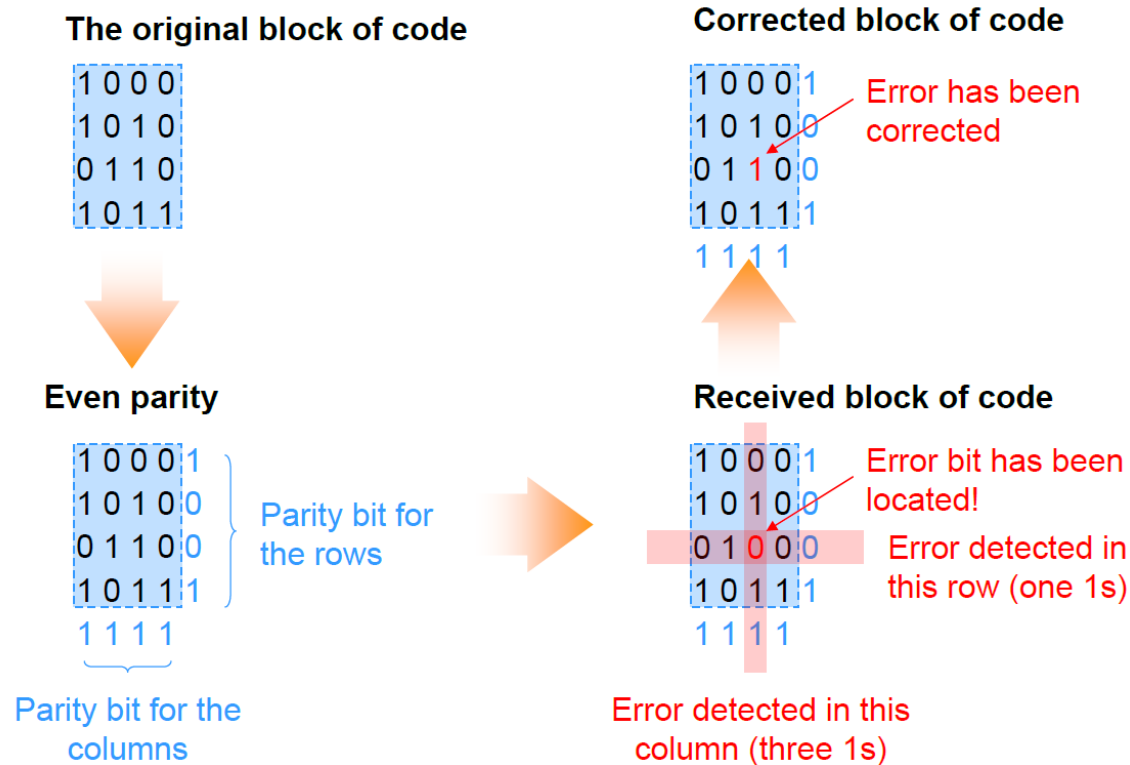 The original block of code
1 0 0 0
1 0 1 0
0 1 1 0
1 0 1 1
Even parity
1 0 0 0 1
1 0 1 0 0
0 1 1 0 0
1 0 1 1 1
1 1 1 1
Parity bit for
the rows
Parity bit for the
columns
Corrected block of code
1 0 0 0 1
1 0 1 0 0
0 1 1 0 0
1 0 1 1 1
1 1 1 1
Error has been
corrected
Received block of code
1 0 0 0 1
1 0 1 0 0
0 1 0 0 0
1 0 1 1 1
1 1 1 1
Error bit has been
located!
Error detected in
this row (one 1s)
Error detected in this
column (three 1s)